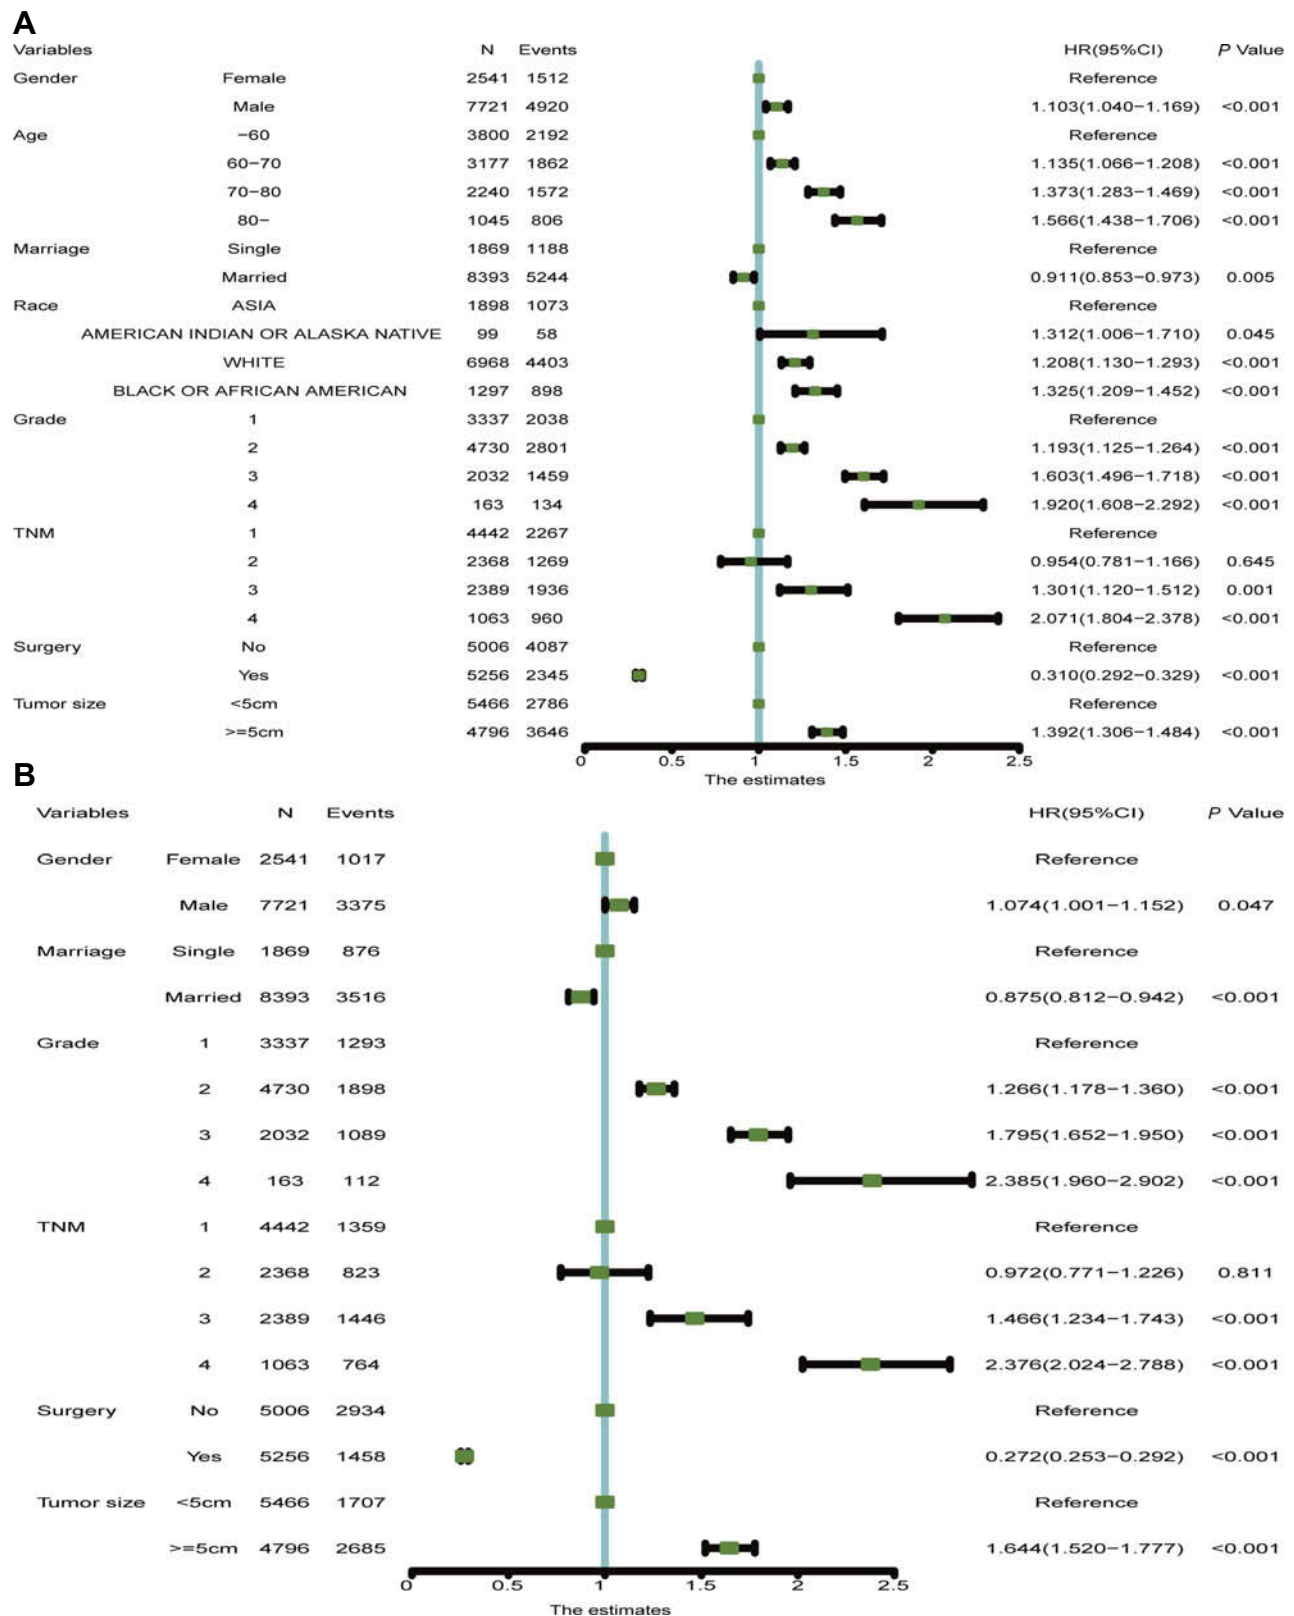 A
Variables N Events HR(95%CI) P Value
Gender Female 2541 1512 Reference
Male 7721 4920 1.103(1.040−1.169) <0.001
Age −60 3800 2192 Reference
60−70 3177 1862 1.135(1.066−1.208) <0.001
70−80 2240 1572 1.373(1.283−1.469) <0.001
80− 1045 806 1.566(1.438−1.706) <0.001
Marriage Single 1869 1188 Reference
Married 8393 5244 0.911(0.853−0.973) 0.005
Race ASIA 1898 1073 Reference
AMERICAN INDIAN OR ALASKA NATIVE 99 58 1.312(1.006−1.710) 0.045
WHITE 6968 4403 1.208(1.130−1.293) <0.001
BLACK OR AFRICAN AMERICAN 1297 898 1.325(1.209−1.452) <0.001
Grade 1 3337 2038 Reference
2 4730 2801 1.193(1.125−1.264) <0.001
3 2032 1459 1.603(1.496−1.718) <0.001
4 163 134 1.920(1.608−2.292) <0.001
TNM 1 4442 2267 Reference
2 2368 1269 0.954(0.781−1.166) 0.645
3 2389 1936 1.301(1.120−1.512) 0.001
4 1063 960 2.071(1.804−2.378) <0.001
Surgery No 5006 4087 Reference
Yes 5256 2345 0.310(0.292−0.329) <0.001
Tumor size <5cm 5466 2786 Reference
>=5cm 4796 3646 1.392(1.306−1.484) <0.001
0 0.5 1 1.5 2 2.5
The estimates
B
Variables N Events HR(95%CI) P Value
Gender Female 2541 1017 Reference
Male 7721 3375 1.074(1.001−1.152) 0.047
Marriage Single 1869 876 Reference
Married 8393 3516 0.875(0.812−0.942) <0.001
Grade 1 3337 1293 Reference
2 4730 1898 1.266(1.178−1.360) <0.001
3 2032 1089 1.795(1.652−1.950) <0.001
4 163 112 2.385(1.960−2.902) <0.001
TNM 1 4442 1359 Reference
2 2368 823 0.972(0.771−1.226) 0.811
3 2389 1446 1.466(1.234−1.743) <0.001
4 1063 764 2.376(2.024−2.788) <0.001
Surgery No 5006 2934 Reference
Yes 5256 1458 0.272(0.253−0.292) <0.001
Tumor size <5cm 5466 1707 Reference
>=5cm 4796 2685 1.644(1.520−1.777) <0.001
0 0.5 1 1.5 2 2.5
The estimates